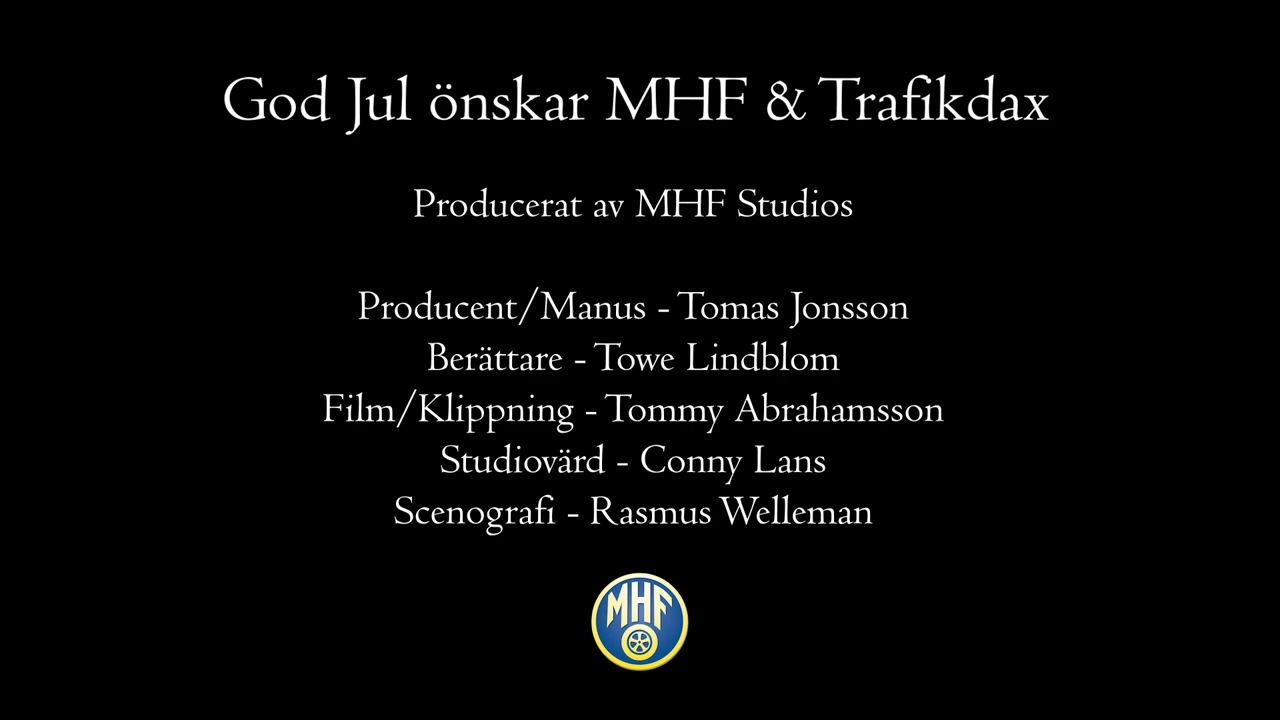 God Jul önskar MHF & Trafikdax
Producerat av MHF Studios
Producent/Manus - Tomas Jonsson
Berättare - Towe Lindblom
Film/Klippning - Tommy Abrahamsson
Studiovärd - Conny Lans
Scenografi - Rasmus Welleman
MHF